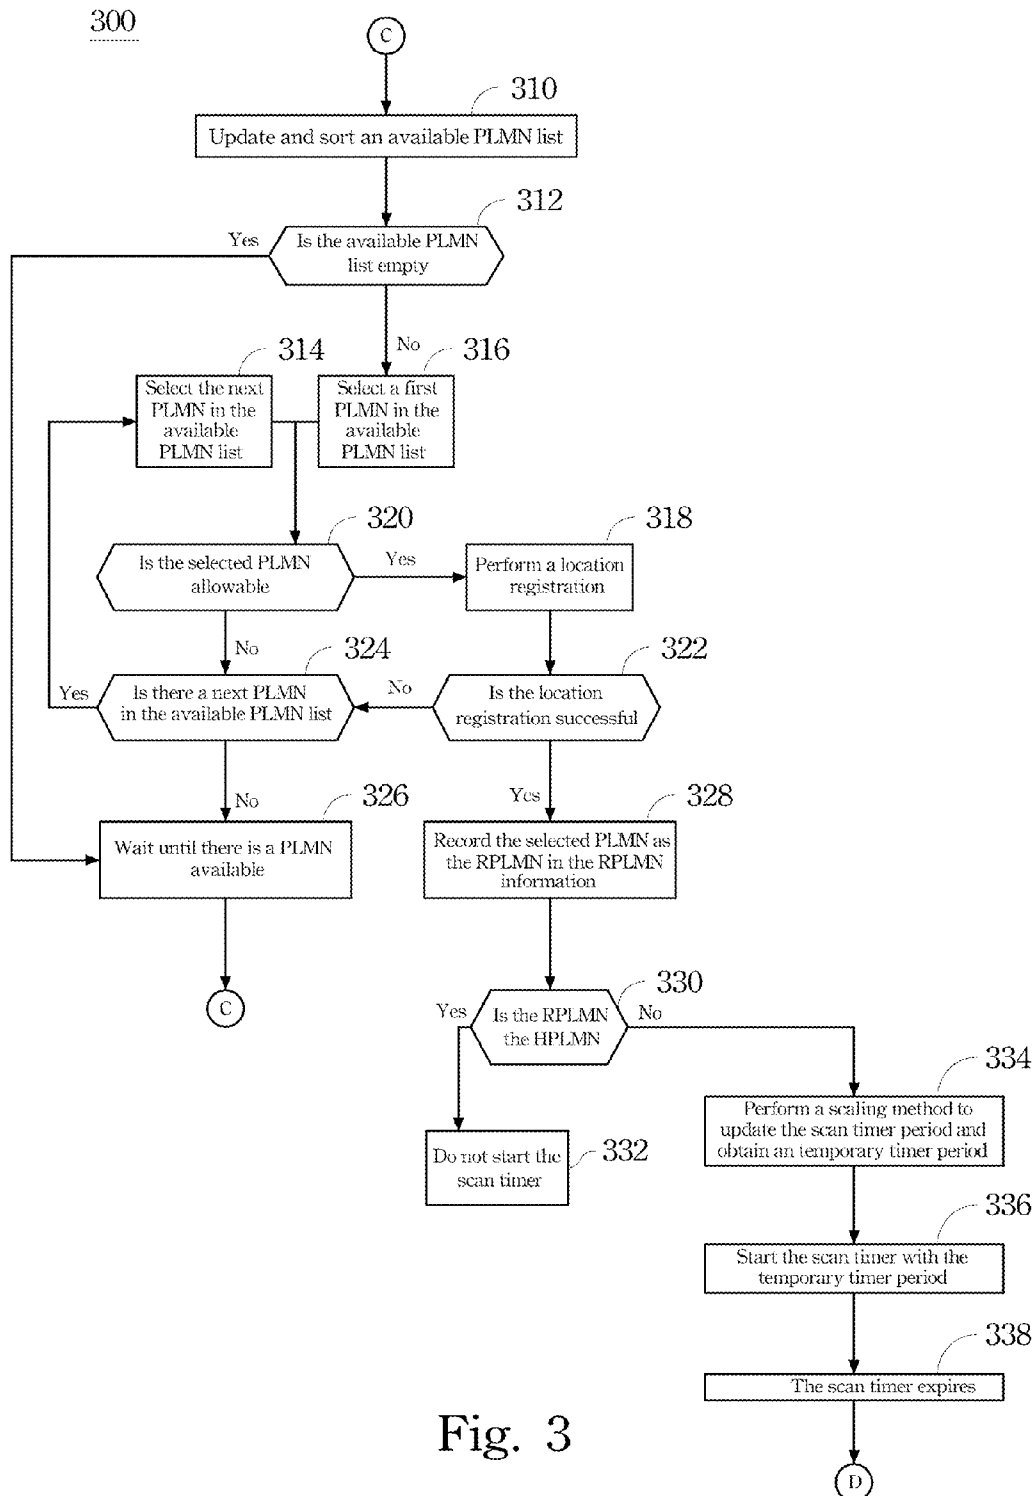 300
C
310
Update and sort an available PLMN list
312
Yes
Is the available PLMN
list empty
No
314
316
Select the next
PLMN in the
available
PLMN list
Select a first
PLMN in the
available
PLMN list
320
318
Is the selected PLMN
allowable
Yes
Perform a location
registration
No
324
322
Yes
Is there a next PLMN
in the available PLMN list
No
Is the location
registration successful
No
326
Yes
328
Wait until there is a PLMN
available
Record the selected PLMN as
the RPLMN in the RPLMN
information
C
330
Yes
Is the RPLMN
the HPLMN
No
334
Perform a scaling method to
update the scan timer period and
obtain an temporary timer period
Do not start the
scan timer
332
336
Start the scan timer with the
temporary timer period
338
The scan timer expires
Fig. 3
D